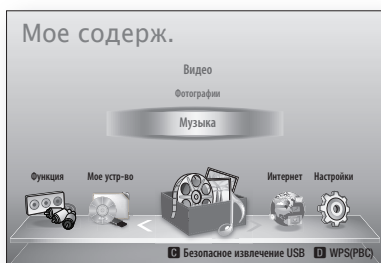 Мое содерж.
Видео
Фотографии
Музыка
Функция Мое устр-во Интернет Настройки
C Безопасное извлечение USB D WPS(PBC)